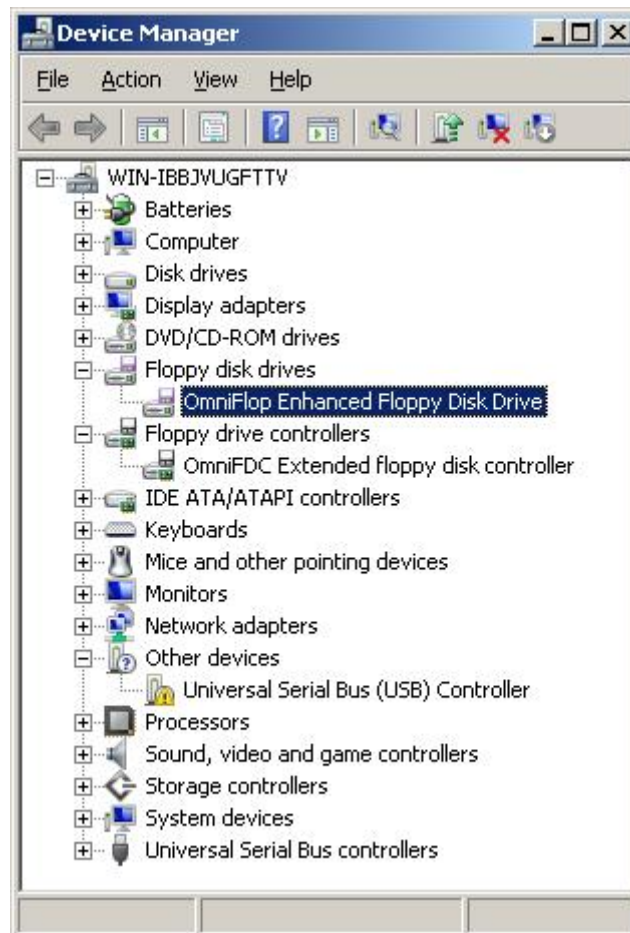 Device Manager
File Action View Help
WIN-IBBJVUGFTTV
Batteries
Computer
Disk drives
Display adapters
DVD/CD-ROM drives
Floppy disk drives
OmniFlop Enhanced Floppy Disk Drive
Floppy drive controllers
OmniFDC Extended floppy disk controller
IDE ATA/ATAPI controllers
Keyboards
Mice and other pointing devices
Monitors
Network adapters
Other devices
Universal Serial Bus (USB) Controller
Processors
Sound, video and game controllers
Storage controllers
System devices
Universal Serial Bus controllers